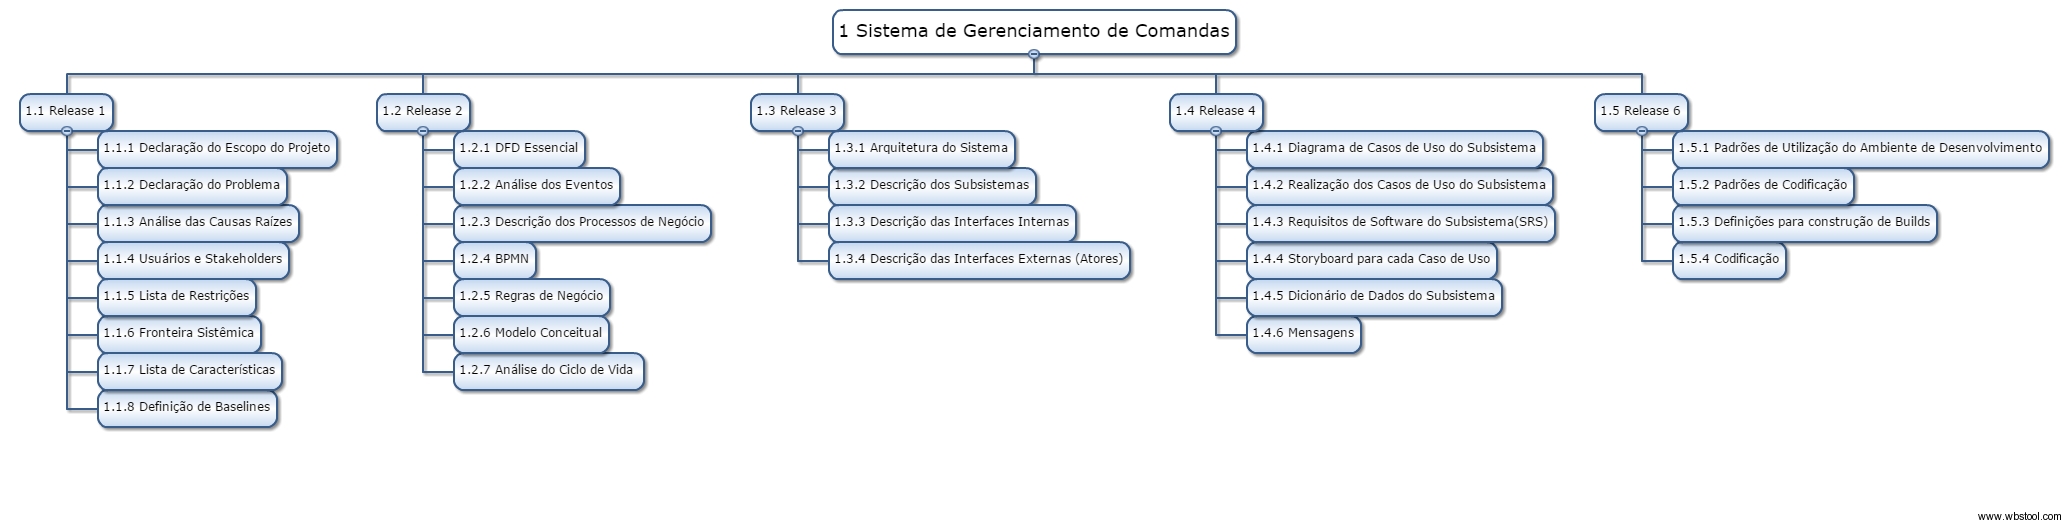 1 Sistema de Gerenciamento de Comandas
1.1 Release 1
1.1.1 Declaração do Escopo do Projeto
1.1.2 Declaração do Problema
1.1.3 Análise das Causas Raízes
1.1.4 Usuários e Stakeholders
1.1.5 Lista de Restrições
1.1.6 Fronteira Sistêmica
1.1.7 Lista de Características
1.1.8 Definição de Baselines
1.2 Release 2
1.2.1 DFD Essencial
1.2.2 Análise dos Eventos
1.2.3 Descrição dos Processos de Negócio
1.2.4 BPMN
1.2.5 Regras de Negócio
1.2.6 Modelo Conceitual
1.2.7 Análise do Ciclo de Vida
1.3 Release 3
1.3.1 Arquitetura do Sistema
1.3.2 Descrição dos Subsistemas
1.3.3 Descrição das Interfaces Internas
1.3.4 Descrição das Interfaces Externas (Atores)
1.4 Release 4
1.4.1 Diagrama de Casos de Uso do Subsistema
1.4.2 Realização dos Casos de Uso do Subsistema
1.4.3 Requisitos de Software do Subsistema(SRS)
1.4.4 Storyboard para cada Caso de Uso
1.4.5 Dicionário de Dados do Subsistema
1.4.6 Mensagens
1.5 Release 6
1.5.1 Padrões de Utilização do Ambiente de Desenvolvimento
1.5.2 Padrões de Codificação
1.5.3 Definições para construção de Builds
1.5.4 Codificação
www.wbstool.com